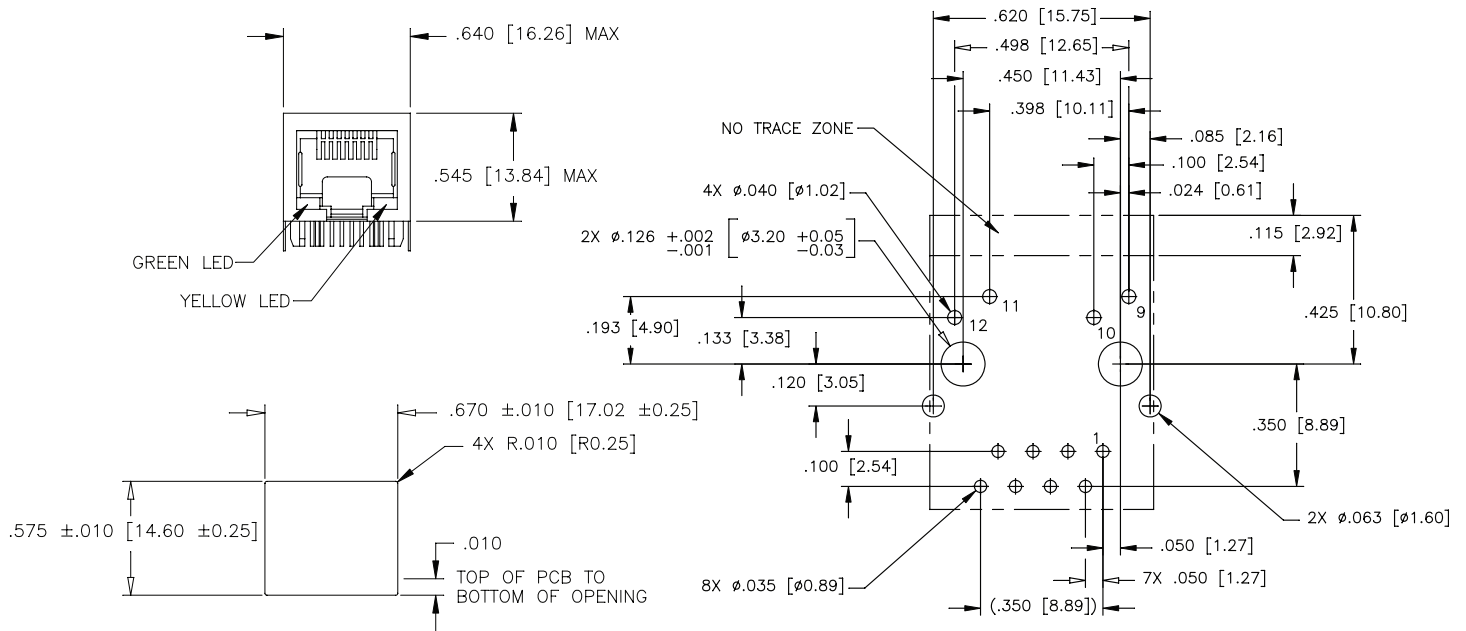 .640 [16.26] MAX
.545 [13.84] MAX
GREEN LED
YELLOW LED
.670 ±.010 [17.02 ±0.25]
4X R.010 [R0.25]
.575 ±.010 [14.60 ±0.25]
.010
TOP OF PCB TO
BOTTOM OF OPENING
.620 [15.75]
.498 [12.65]
.450 [11.43]
.398 [10.11]
NO TRACE ZONE
.085 [2.16]
.100 [2.54]
.024 [0.61]
4X ø.040 [ø1.02]
2X ø.126 +.002 -.001 [ø3.20 +0.05 -0.03]
.115 [2.92]
.425 [10.80]
11
9
12
10
.193 [4.90]
.133 [3.38]
.120 [3.05]
.350 [8.89]
1
.100 [2.54]
2X ø.063 [ø1.60]
.050 [1.27]
8X ø.035 [ø0.89]
7X .050 [1.27]
(.350 [8.89])